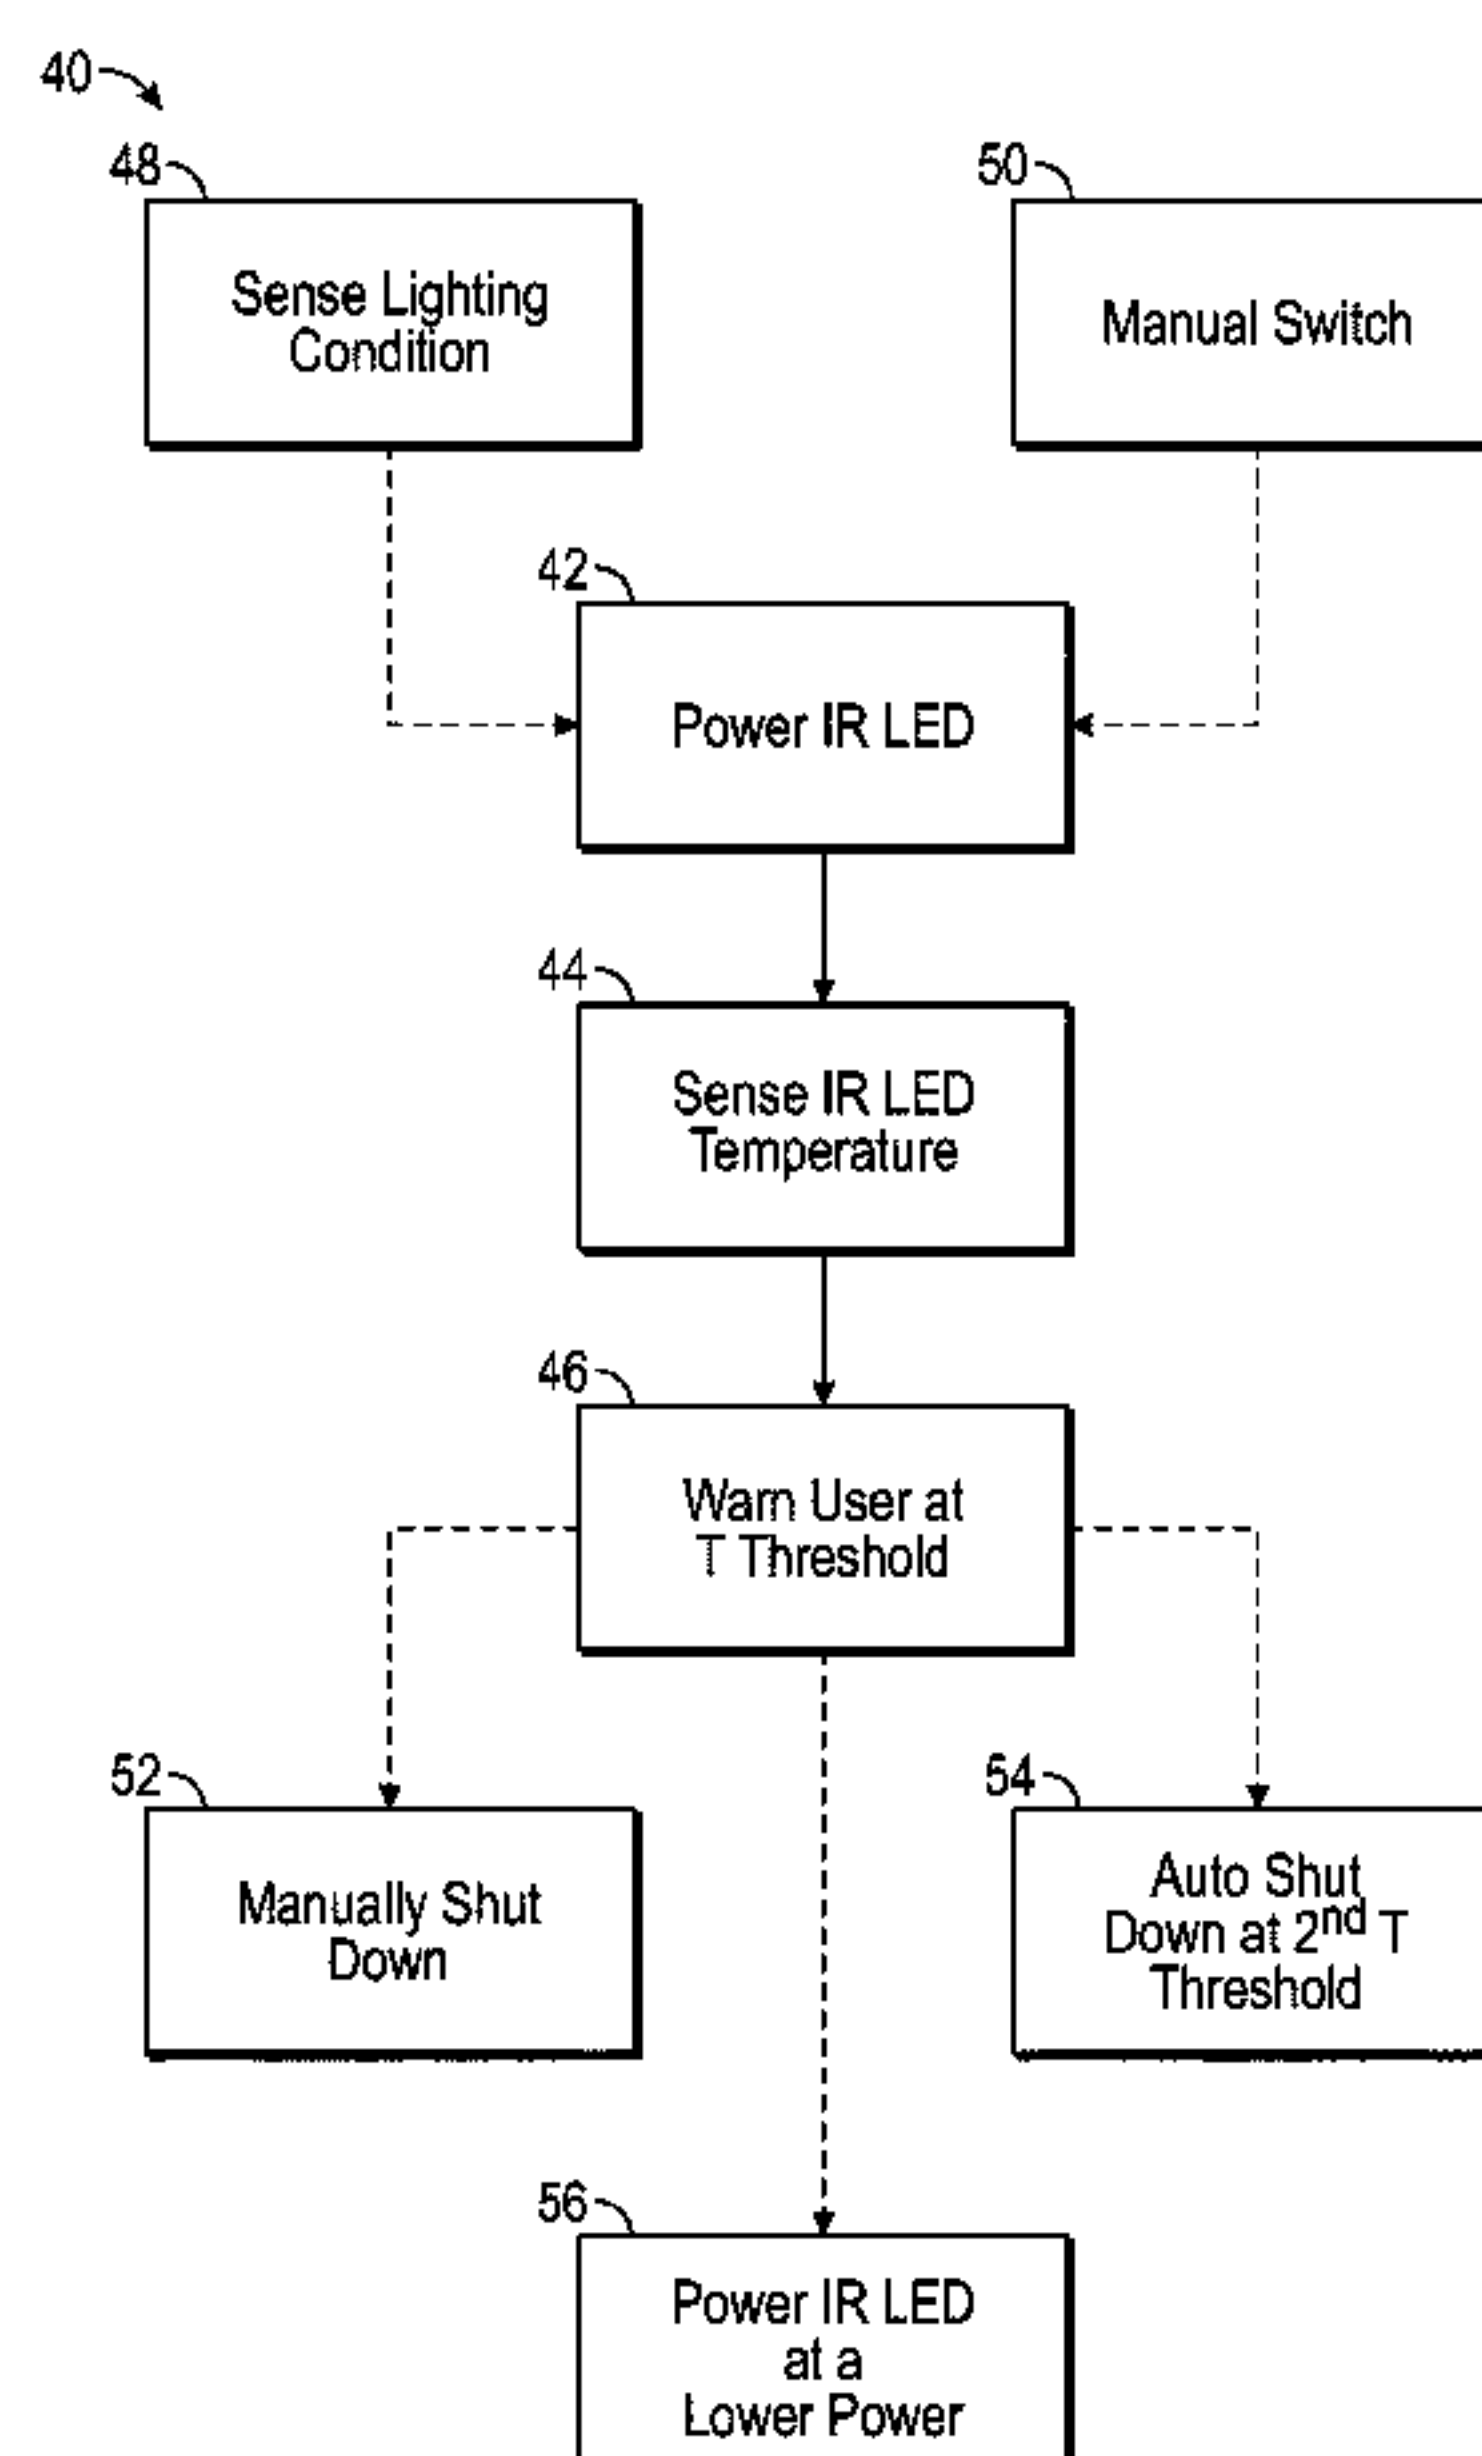 40
48
Sense Lighting
Condition
50
Manual Switch
42
Power IR LED
44
Sense IR LED
Temperature
46
Warn User at
T Threshold
52
Manually Shut
Down
54
Auto Shut
Down at 2nd T
Threshold
56
Power IR LED
at a
Lower Power